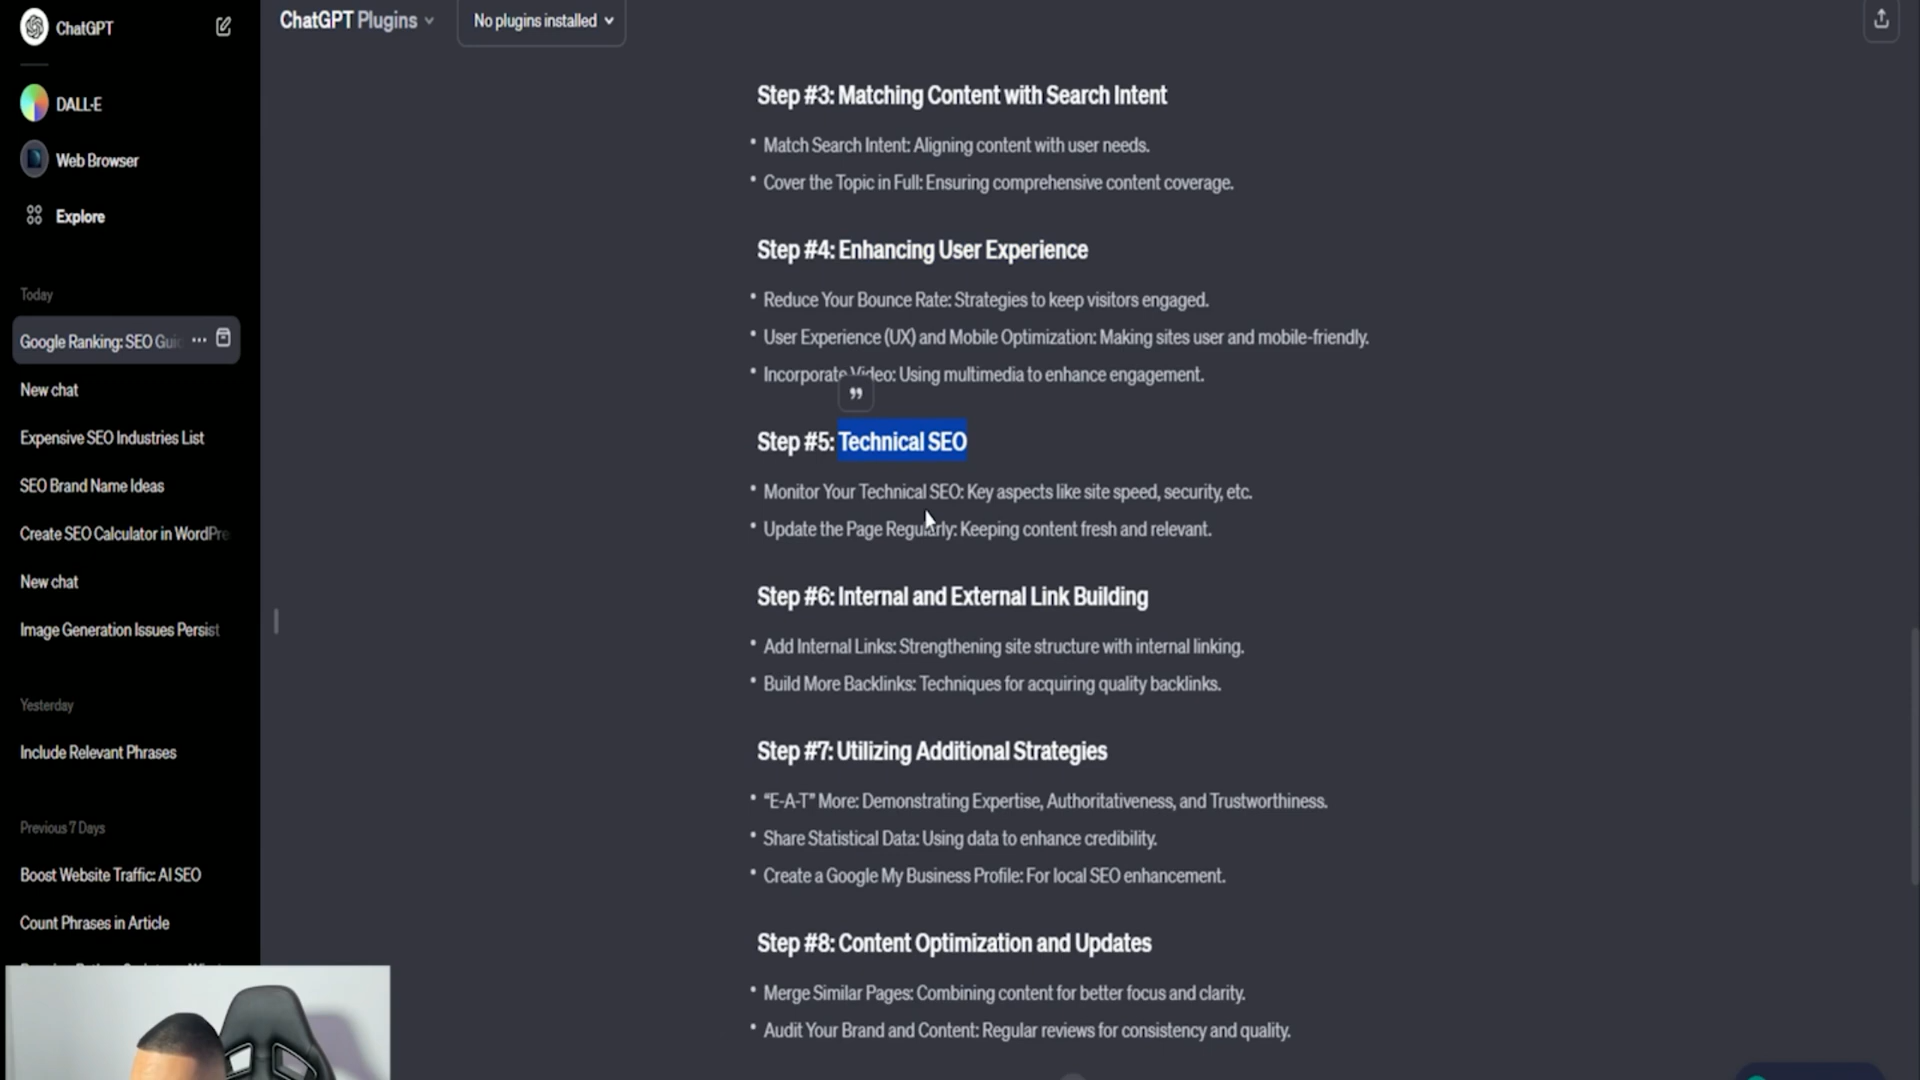 ChatGPT
DALL·E
Web Browser
Explore
Today
Google Ranking: SEO Gui
New chat
Expensive SEO Industries List
SEO Brand Name Ideas
Create SEO Calculator in WordPre
New chat
Image Generation Issues Persist
Yesterday
Include Relevant Phrases
Previous 7 Days
Boost Website Traffic: AI SEO
Count Phrases in Article
ChatGPT Plugins
No plugins installed
Step #3: Matching Content with Search Intent
• Match Search Intent: Aligning content with user needs.
• Cover the Topic in Full: Ensuring comprehensive content coverage.
Step #4: Enhancing User Experience
• Reduce Your Bounce Rate: Strategies to keep visitors engaged.
• User Experience (UX) and Mobile Optimization: Making sites user and mobile-friendly.
• Incorporate Video: Using multimedia to enhance engagement.
Step #5: Technical SEO
• Monitor Your Technical SEO: Key aspects like site speed, security, etc.
• Update the Page Regularly: Keeping content fresh and relevant.
Step #6: Internal and External Link Building
• Add Internal Links: Strengthening site structure with internal linking.
• Build More Backlinks: Techniques for acquiring quality backlinks.
Step #7: Utilizing Additional Strategies
• “E-A-T” More: Demonstrating Expertise, Authoritativeness, and Trustworthiness.
• Share Statistical Data: Using data to enhance credibility.
• Create a Google My Business Profile: For local SEO enhancement.
Step #8: Content Optimization and Updates
• Merge Similar Pages: Combining content for better focus and clarity.
• Audit Your Brand and Content: Regular reviews for consistency and quality.